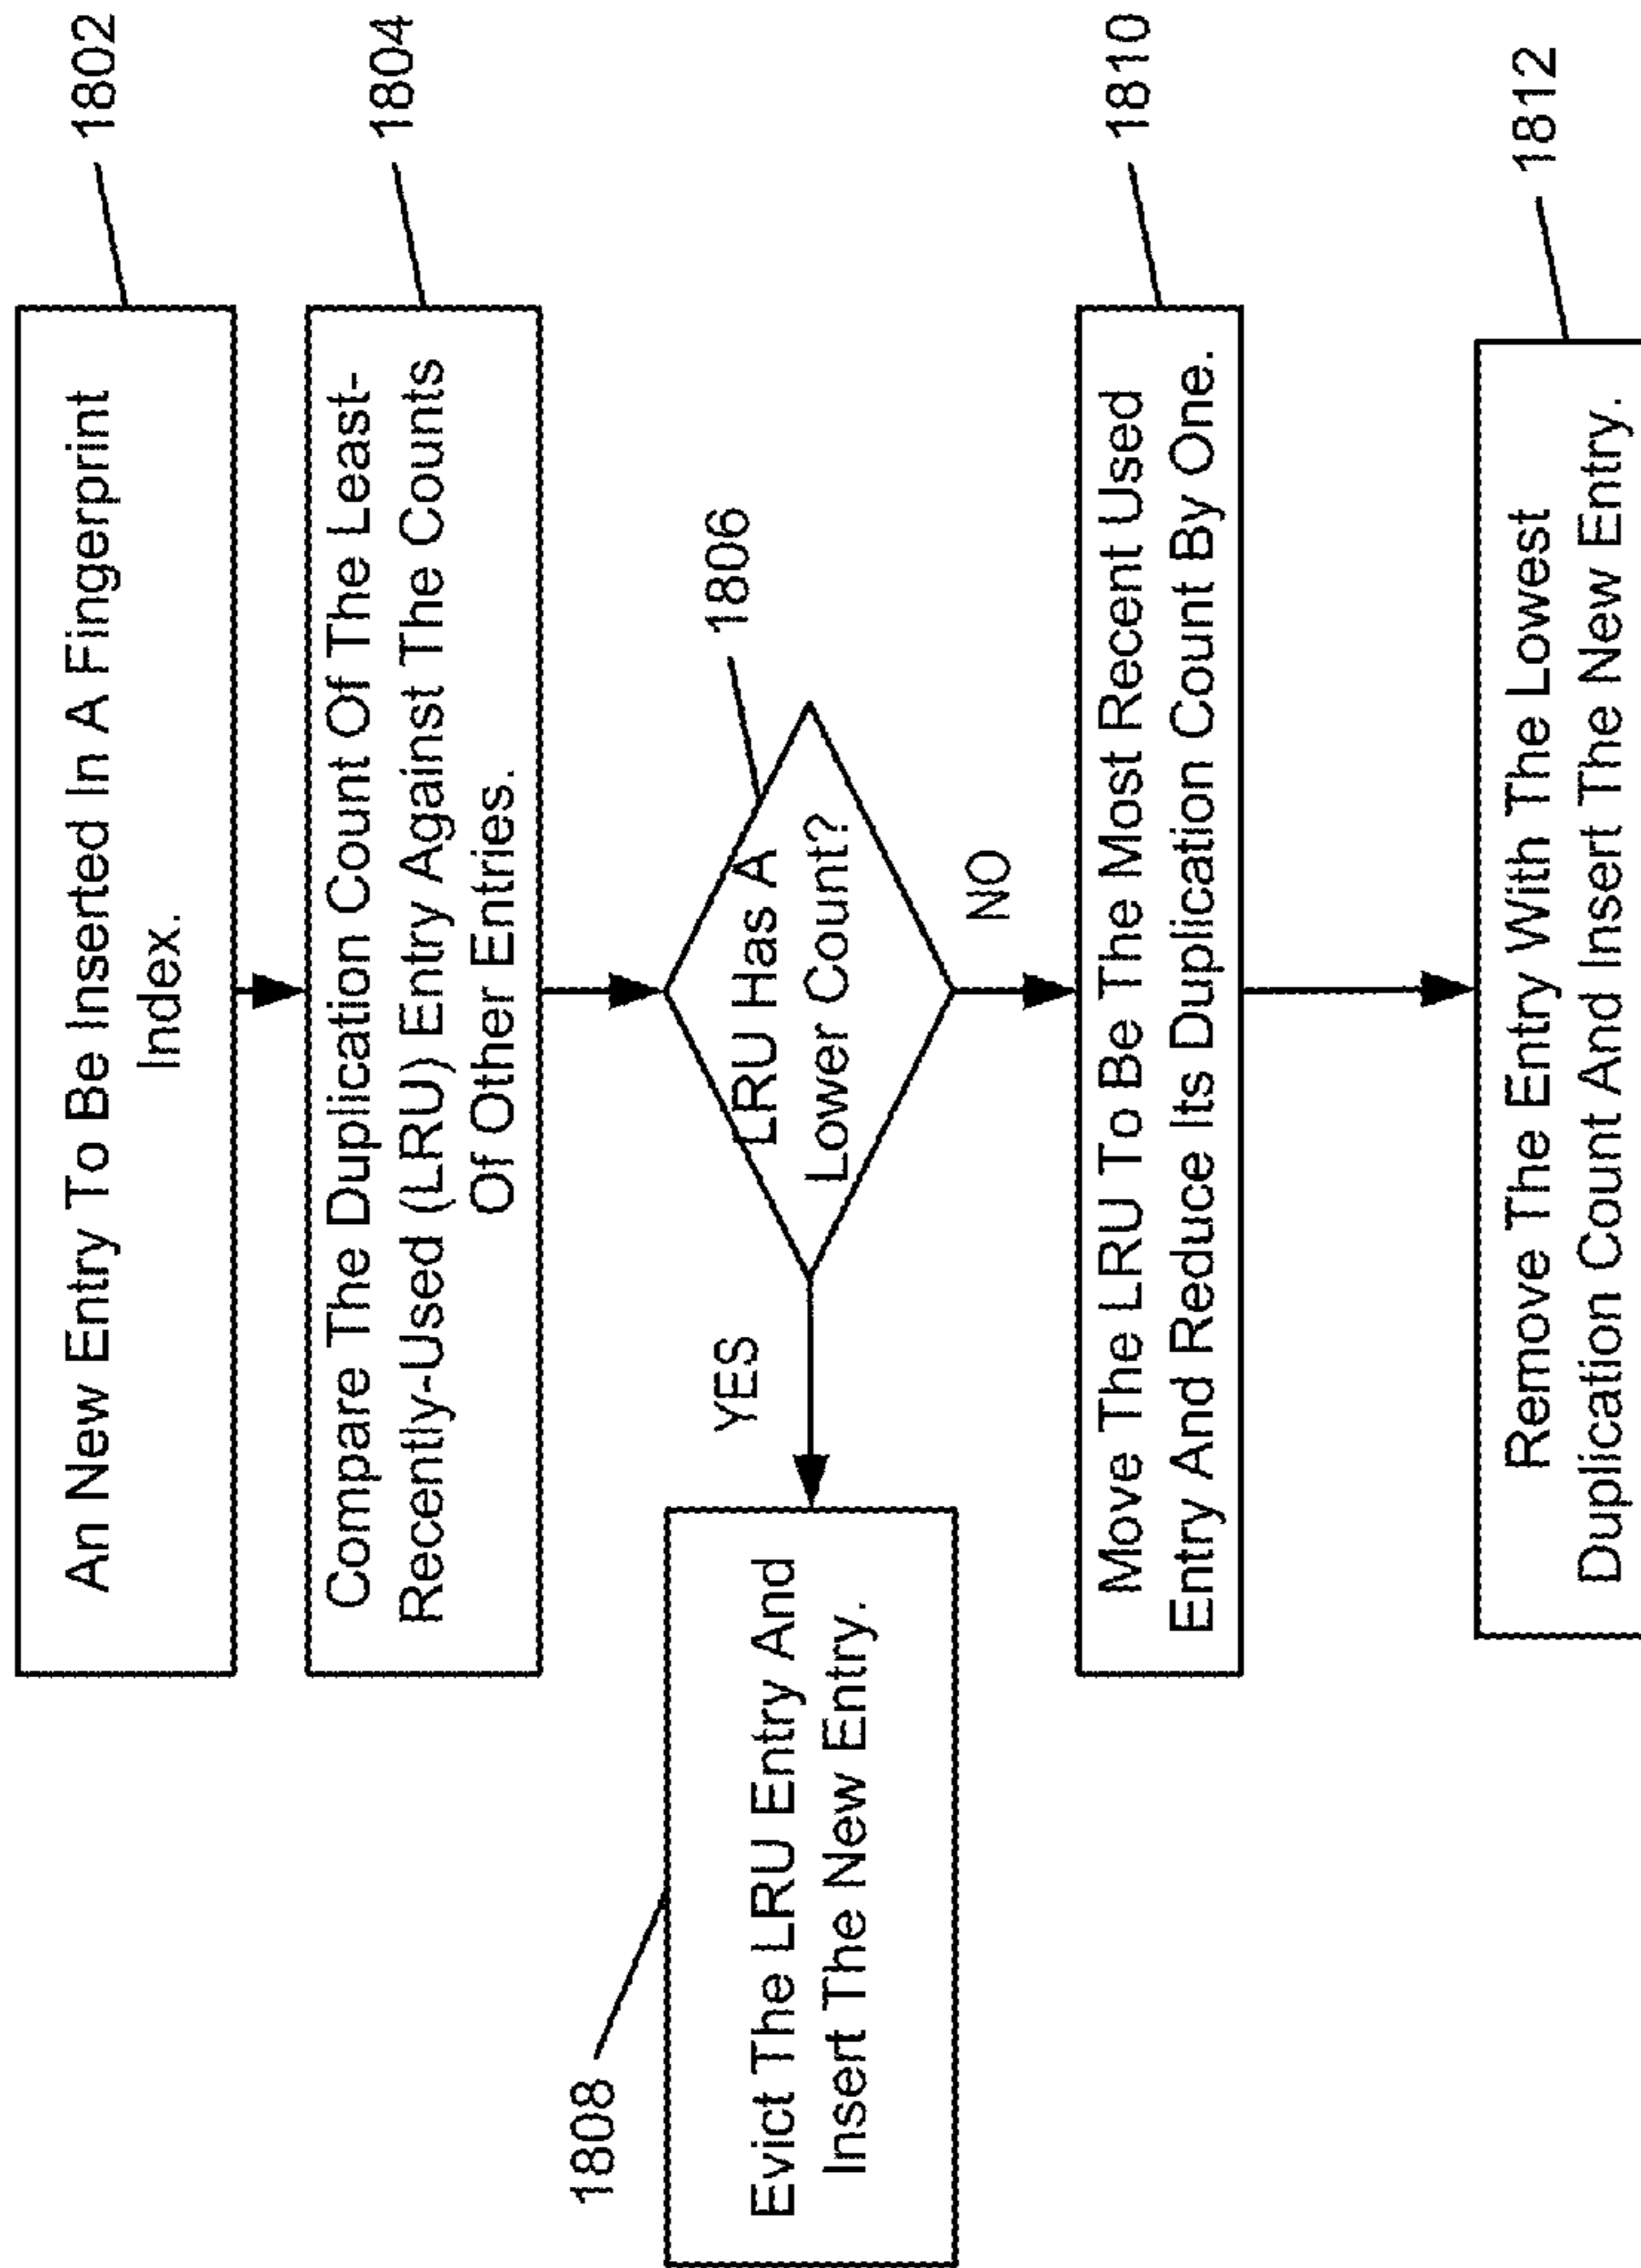 An New Entry To Be Inserted In A Fingerprint
Index.
1802
Compare The Duplication Count Of The Least-
Recently-Used (LRU) Entry Against The Counts
Of Other Entries.
1804
LRU Has A
Lower Count?
1806
YES
NO
1808
Evict The LRU Entry And
Insert The New Entry.
Move The LRU To Be The Most Recent Used
Entry And Reduce Its Duplication Count By One.
1810
Remove The Entry With The Lowest
Duplication Count And Insert The New Entry.
1812